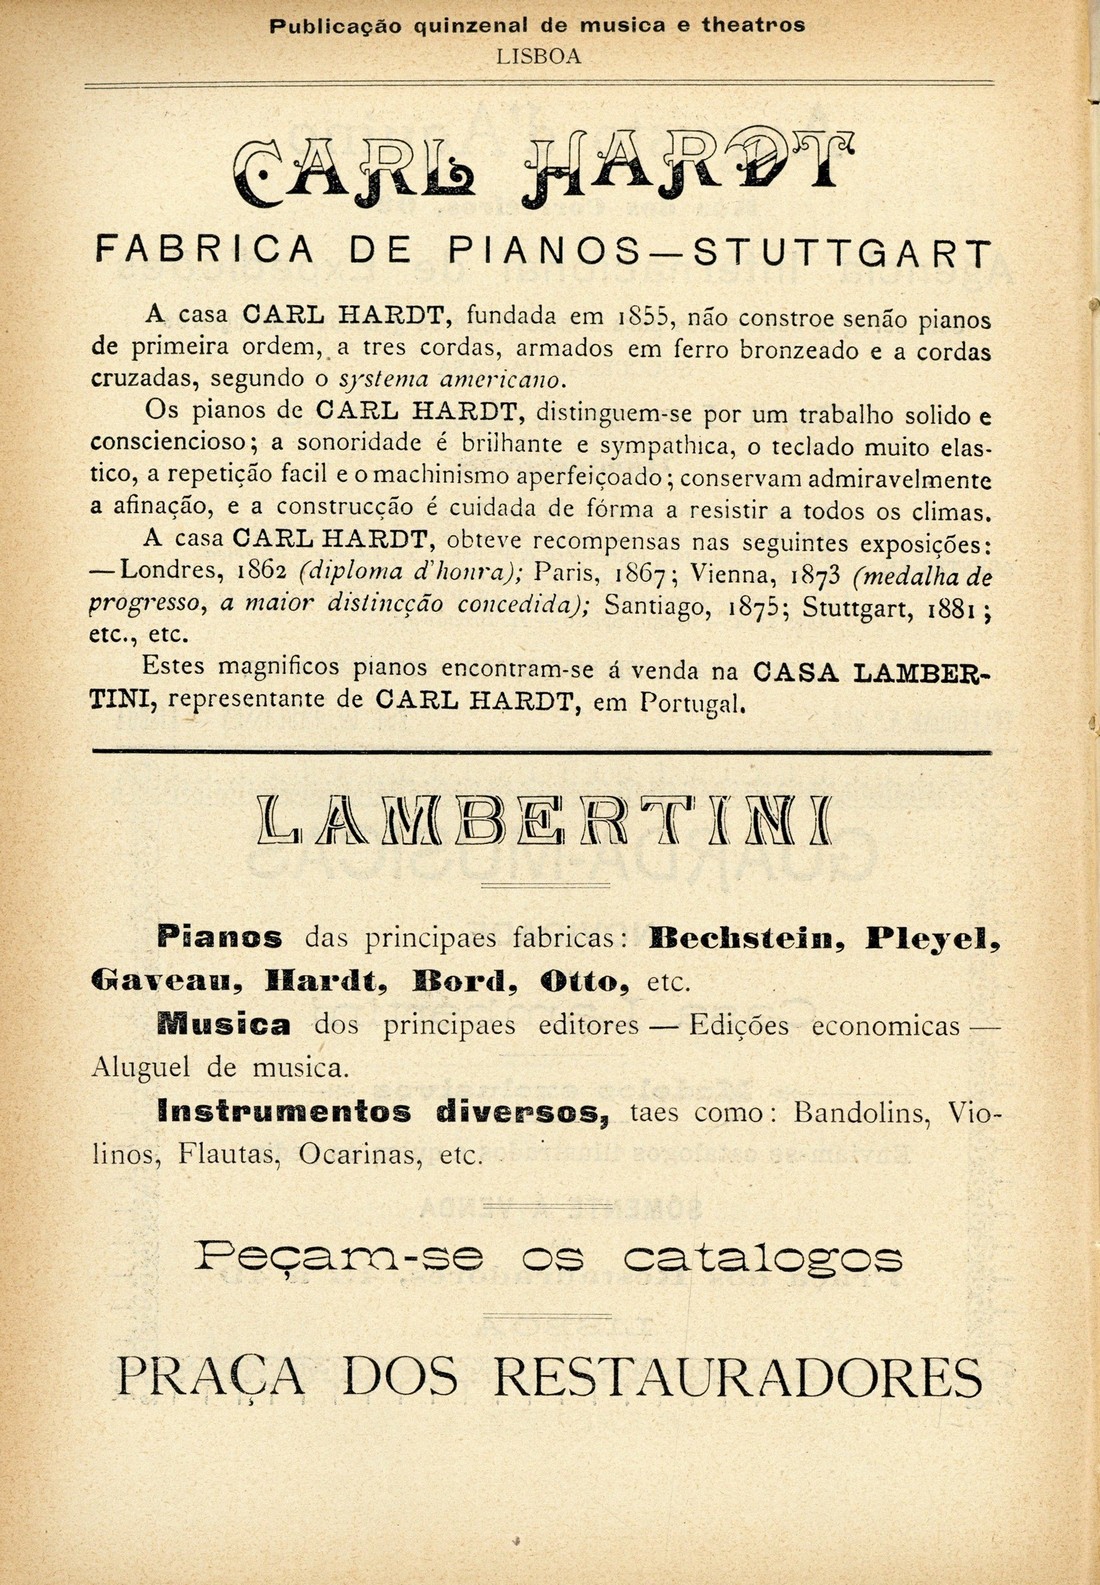 Publicação quinzenal de musica e theatros
LISBOA
CARL HARDT
FABRICA DE PIANOS—STUTTGART
A casa CARL HARDT, fundada em 1855, não constroe senão pianos
de primeira ordem, a tres cordas, armados em ferro bronzeado e a cordas
cruzadas, segundo o systema americano.
Os pianos de CARL HARDT, distinguem-se por um trabalho solido e
consciencioso; a sonoridade é brilhante e sympathica, o teclado muito elas-
tico, a repetição facil e o machinismo aperfeiçoado; conservam admiravelmente
a afinação, e a construcção é cuidada de fórma a resistir a todos os climas.
A casa CARL HARDT, obteve recompensas nas seguintes exposições:
—Londres, 1862 (diploma d'honra); Paris, 1867; Vienna, 1873 (medalha de
progresso, a maior distincção concedida); Santiago, 1875; Stuttgart, 1881;
etc., etc.
Estes magnificos pianos encontram-se á venda na CASA LAMBER-
TINI, representante de CARL HARDT, em Portugal.
LAMBERTINI
Pianos das principaes fabricas: Bechstein, Pleyel,
Gaveau, Hardt, Bord, Otto, etc.
Musica dos principaes editores — Edições economicas —
Aluguel de musica.
Instrumentos diversos, taes como: Bandolins, Vio-
linos, Flautas, Ocarinas, etc.
Peçam-se os catalogos
PRAÇA DOS RESTAURADORES